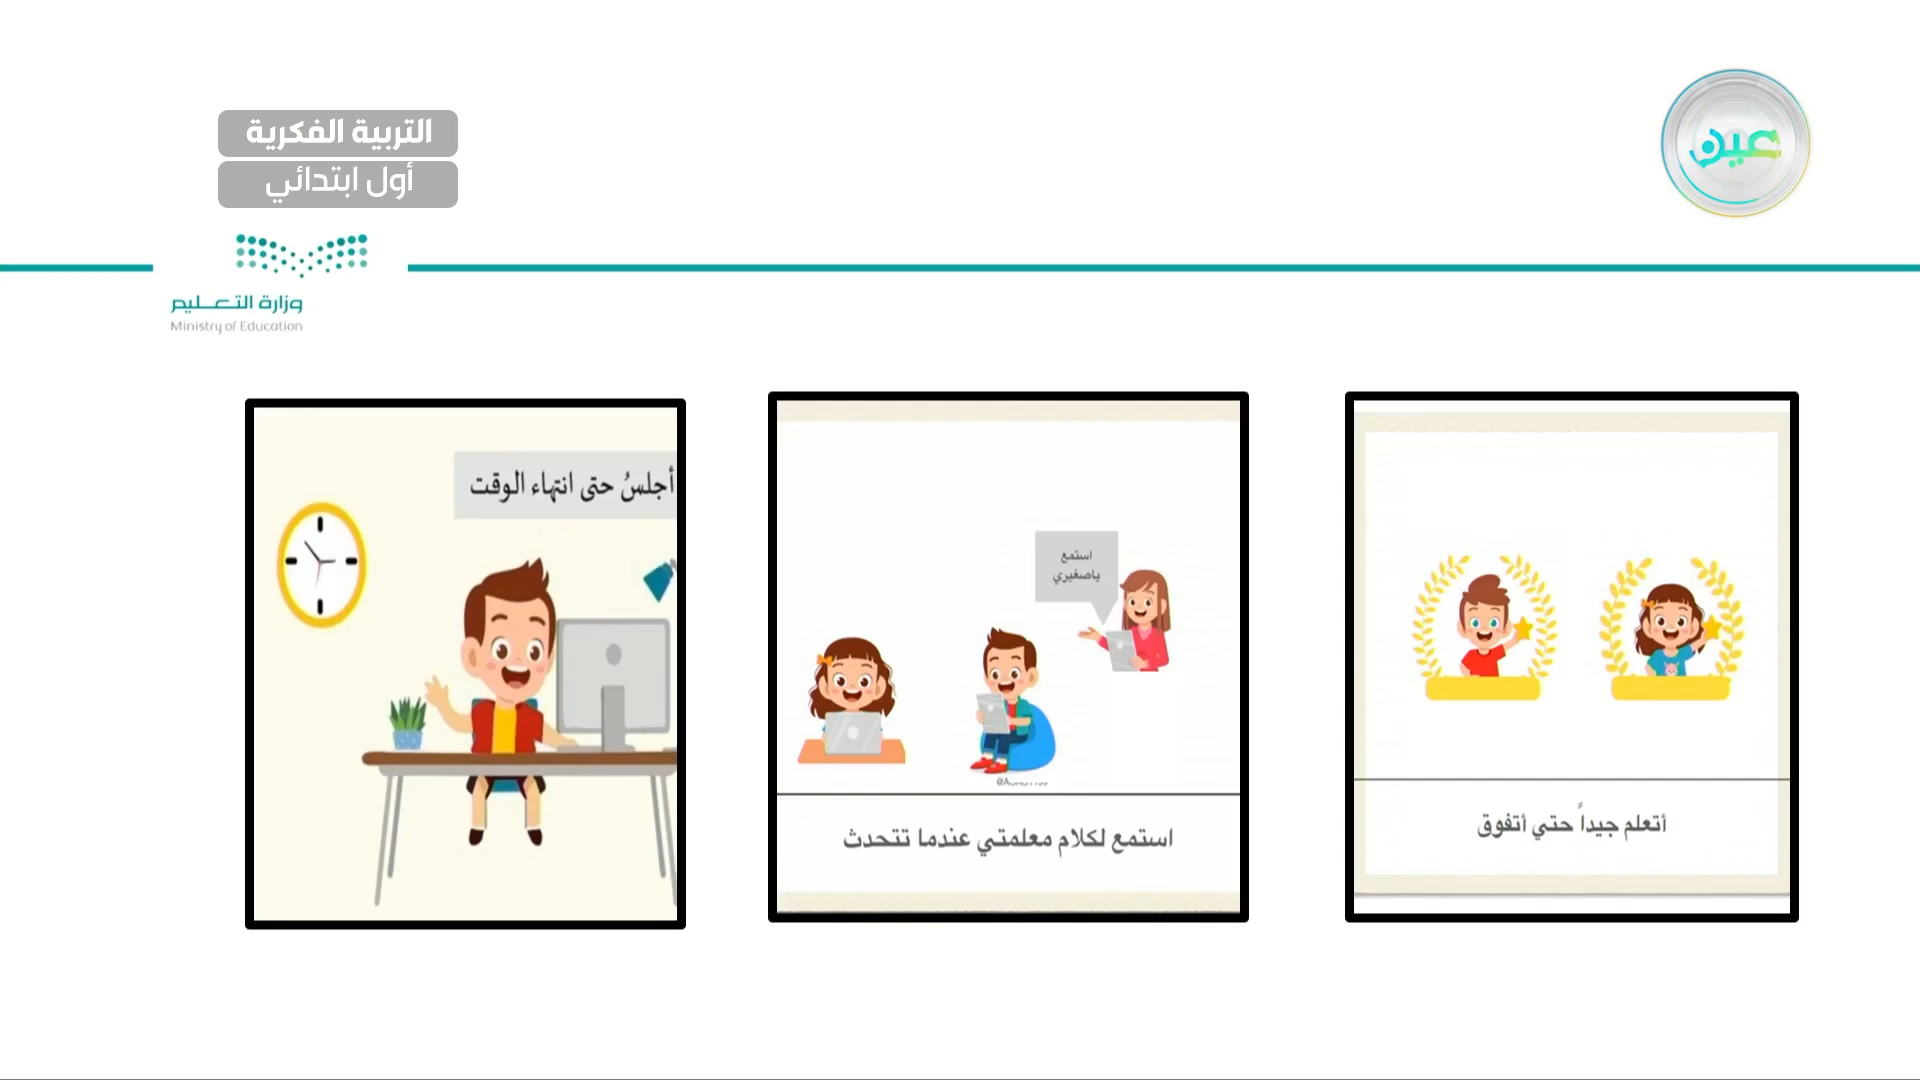 التربية الفكرية
أول ابتدائي
عين
وزارة التعليم
Ministry of Education
أتعلم جيداً حتي أتفوق
استمع
ياصغيري
استمع لكلام معلمتي عندما تتحدث
أجلسُ حتى انتهاء الوقت